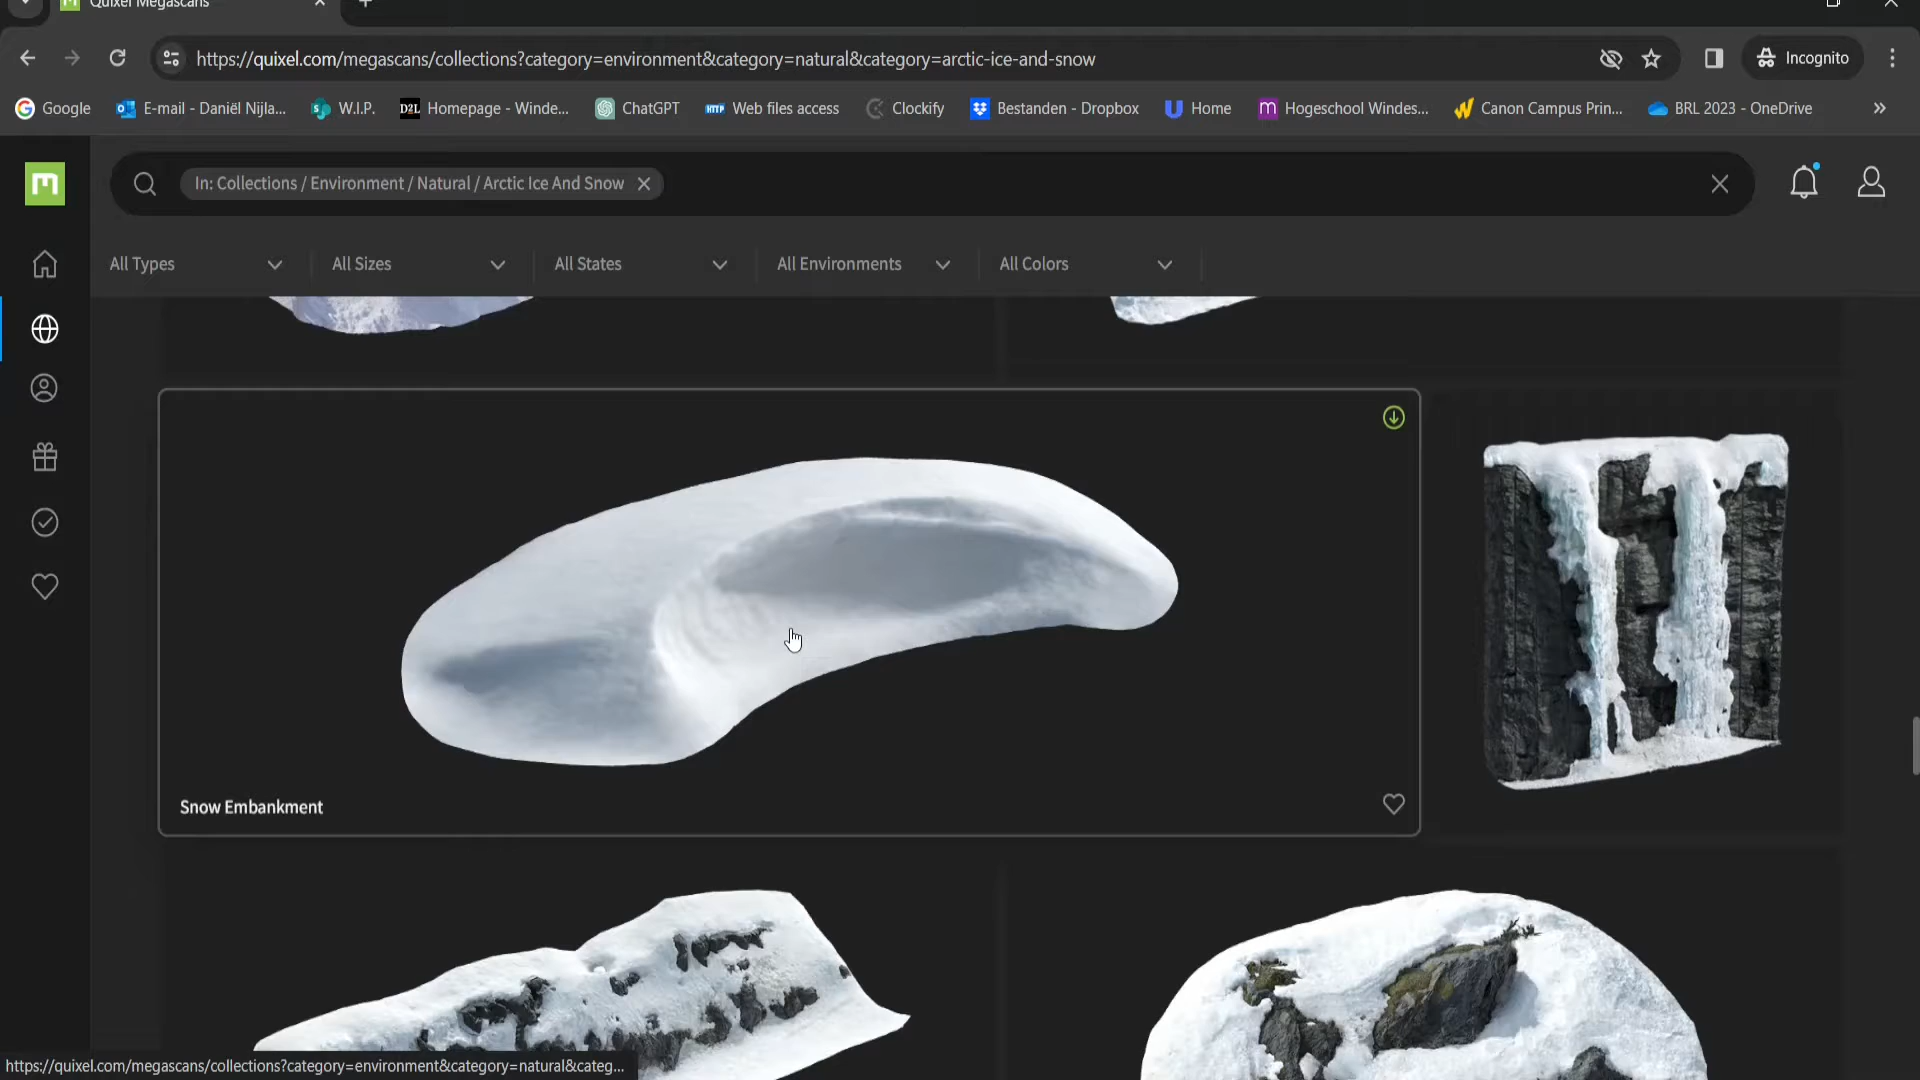 Quixel Megascans
https://quixel.com/megascans/collections?category=environment&category=natural&category=arctic-ice-and-snow
Incognito
Google
E-mail - Daniël Nijla...
W.I.P.
D2L
Homepage - Winde...
ChatGPT
HTTP
Web files access
Clockify
Bestanden - Dropbox
Home
Hogeschool Windes...
Canon Campus Prin...
BRL 2023 - OneDrive
In: Collections / Environment / Natural / Arctic Ice And Snow
All Types
All Sizes
All States
All Environments
All Colors
Snow Embankment
https://quixel.com/megascans/collections?category=environment&category=natural&categ...